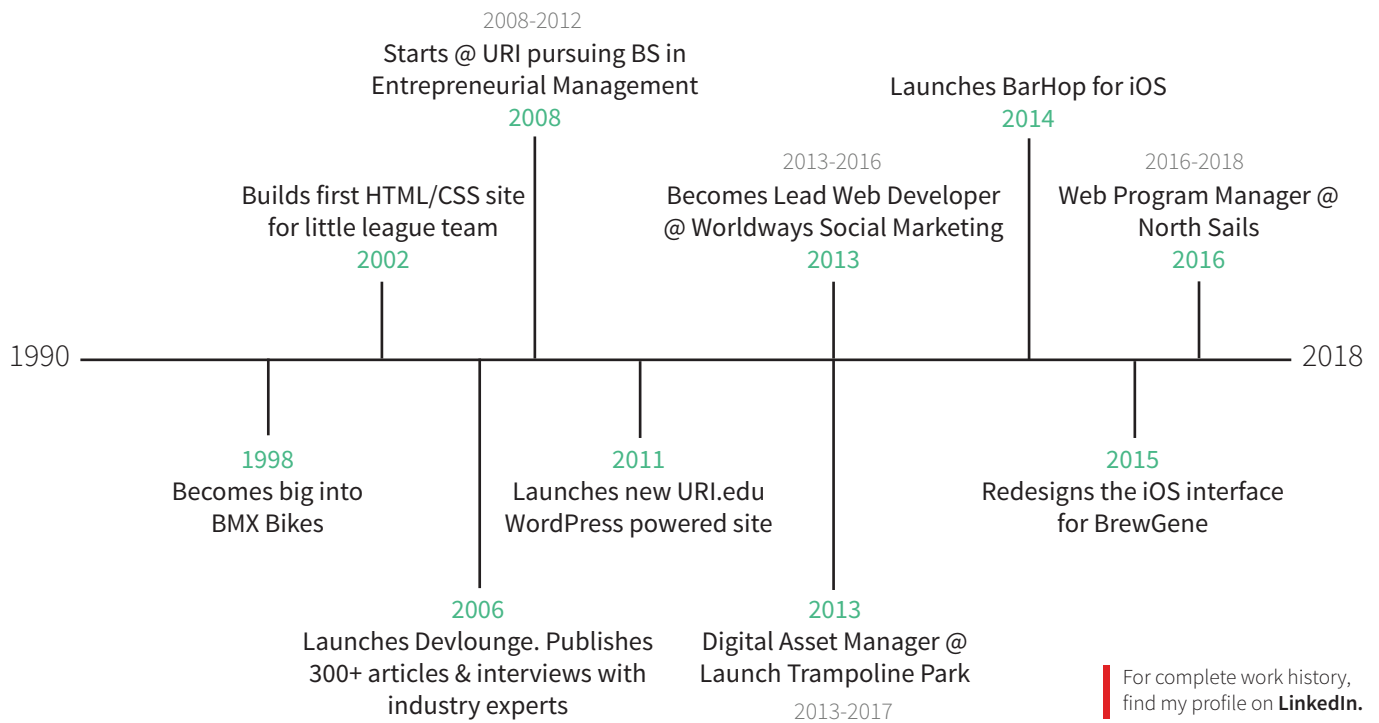 2008-2012
Starts @ URI pursuing BS in
Entrepreneurial Management
2008
Launches BarHop for iOS
2014
Builds first HTML/CSS site
for little league team
2002
2013-2016
Becomes Lead Web Developer
@ Worldways Social Marketing
2013
2016-2018
Web Program Manager @
North Sails
2016
1990
2018
1998
Becomes big into
BMX Bikes
2011
Launches new URI.edu
WordPress powered site
2015
Redesigns the iOS interface
for BrewGene
2006
Launches Devlounge. Publishes
300+ articles & interviews with
industry experts
2013
Digital Asset Manager @
Launch Trampoline Park
2013-2017
For complete work history,
find my profile on LinkedIn.